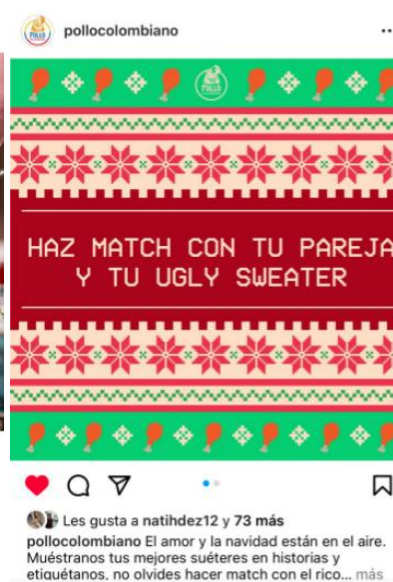 pollocolombiano
POLLO
HAZ MATCH CON TU PAREJA
Y TU UGLY SWEATER
Les gusta a natihdez12 y 73 más
pollocolombiano El amor y la navidad están en el aire.
Muéstranos tus mejores suéteres en historias y
etiquétanos, no olvides hacer match con el rico... más